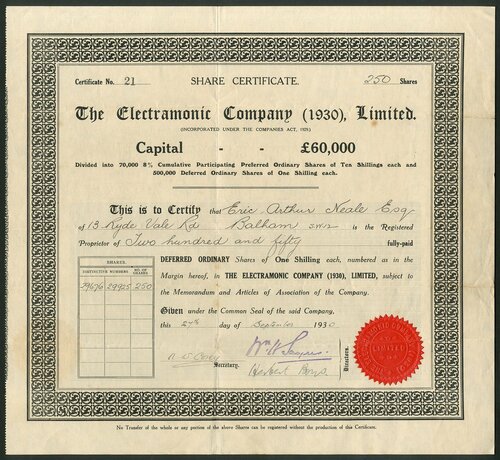 Certificate No. 21 SHARE CERTIFICATE. 250 Shares
The Electramonic Company (1930), Limited.
(INCORPORATED UNDER THE COMPANIES ACT, 1929.)
Capital - - £60,000
Divided into 70,000 8% Cumulative Participating Preferred Ordinary Shares of Ten Shillings each and
500,000 Deferred Ordinary Shares of One Shilling each.
This is to Certify that Eric Arthur Neale Esq
of 13 Ryde Vale Rd Balham SW12 is the Registered
Proprietor of Two hundred and fifty fully-paid
DEFERRED ORDINARY Shares of One Shilling each, numbered as in the
Margin hereof, in THE ELECTRAMONIC COMPANY (1930), LIMITED, subject to
the Memorandum and Articles of Association of the Company.
SHARES.
DISTINCTIVE NUMBERS NO. OF SHARES
29676 29925 250
Given under the Common Seal of the said Company,
this 27th day of September 1930
Secretary.
Directors.
LIMITED
No Transfer of the whole or any portion of the above Shares can be registered without the production of this Certificate.